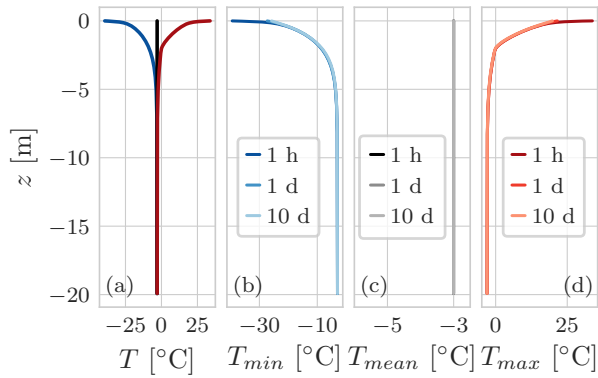 0
−5
−10
−15
−20
z [m]
(a)
−25 0 25
T [°C]
1 h
1 d
10 d
(b)
−30 −10
T_min [°C]
1 h
1 d
10 d
(c)
−5 −3
T_mean [°C]
1 h
1 d
10 d
(d)
0 25
T_max [°C]